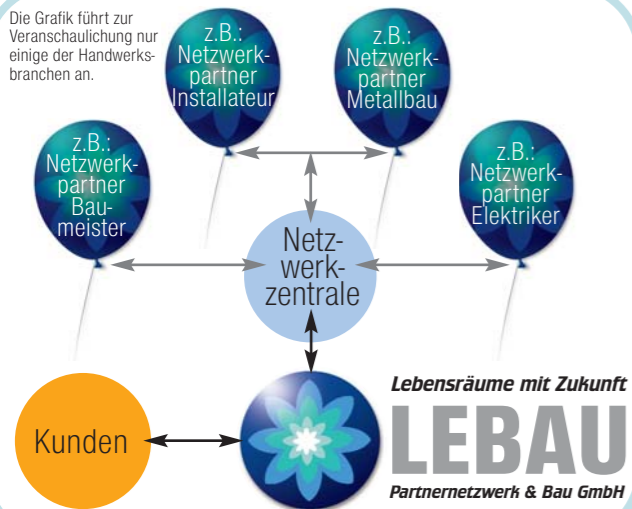 Die Grafik führt zur
Veranschaulichung nur
einige der Handwerks-
branchen an.
z.B.:
Netzwerk-
partner
Installateur
z.B.:
Netzwerk-
partner
Metallbau
z.B.:
Netzwerk-
partner
Bau-
meister
z.B.:
Netzwerk-
partner
Elektriker
Netz-
werk-
zentrale
Kunden
Lebensräume mit Zukunft
LEBAU
Partnernetzwerk & Bau GmbH